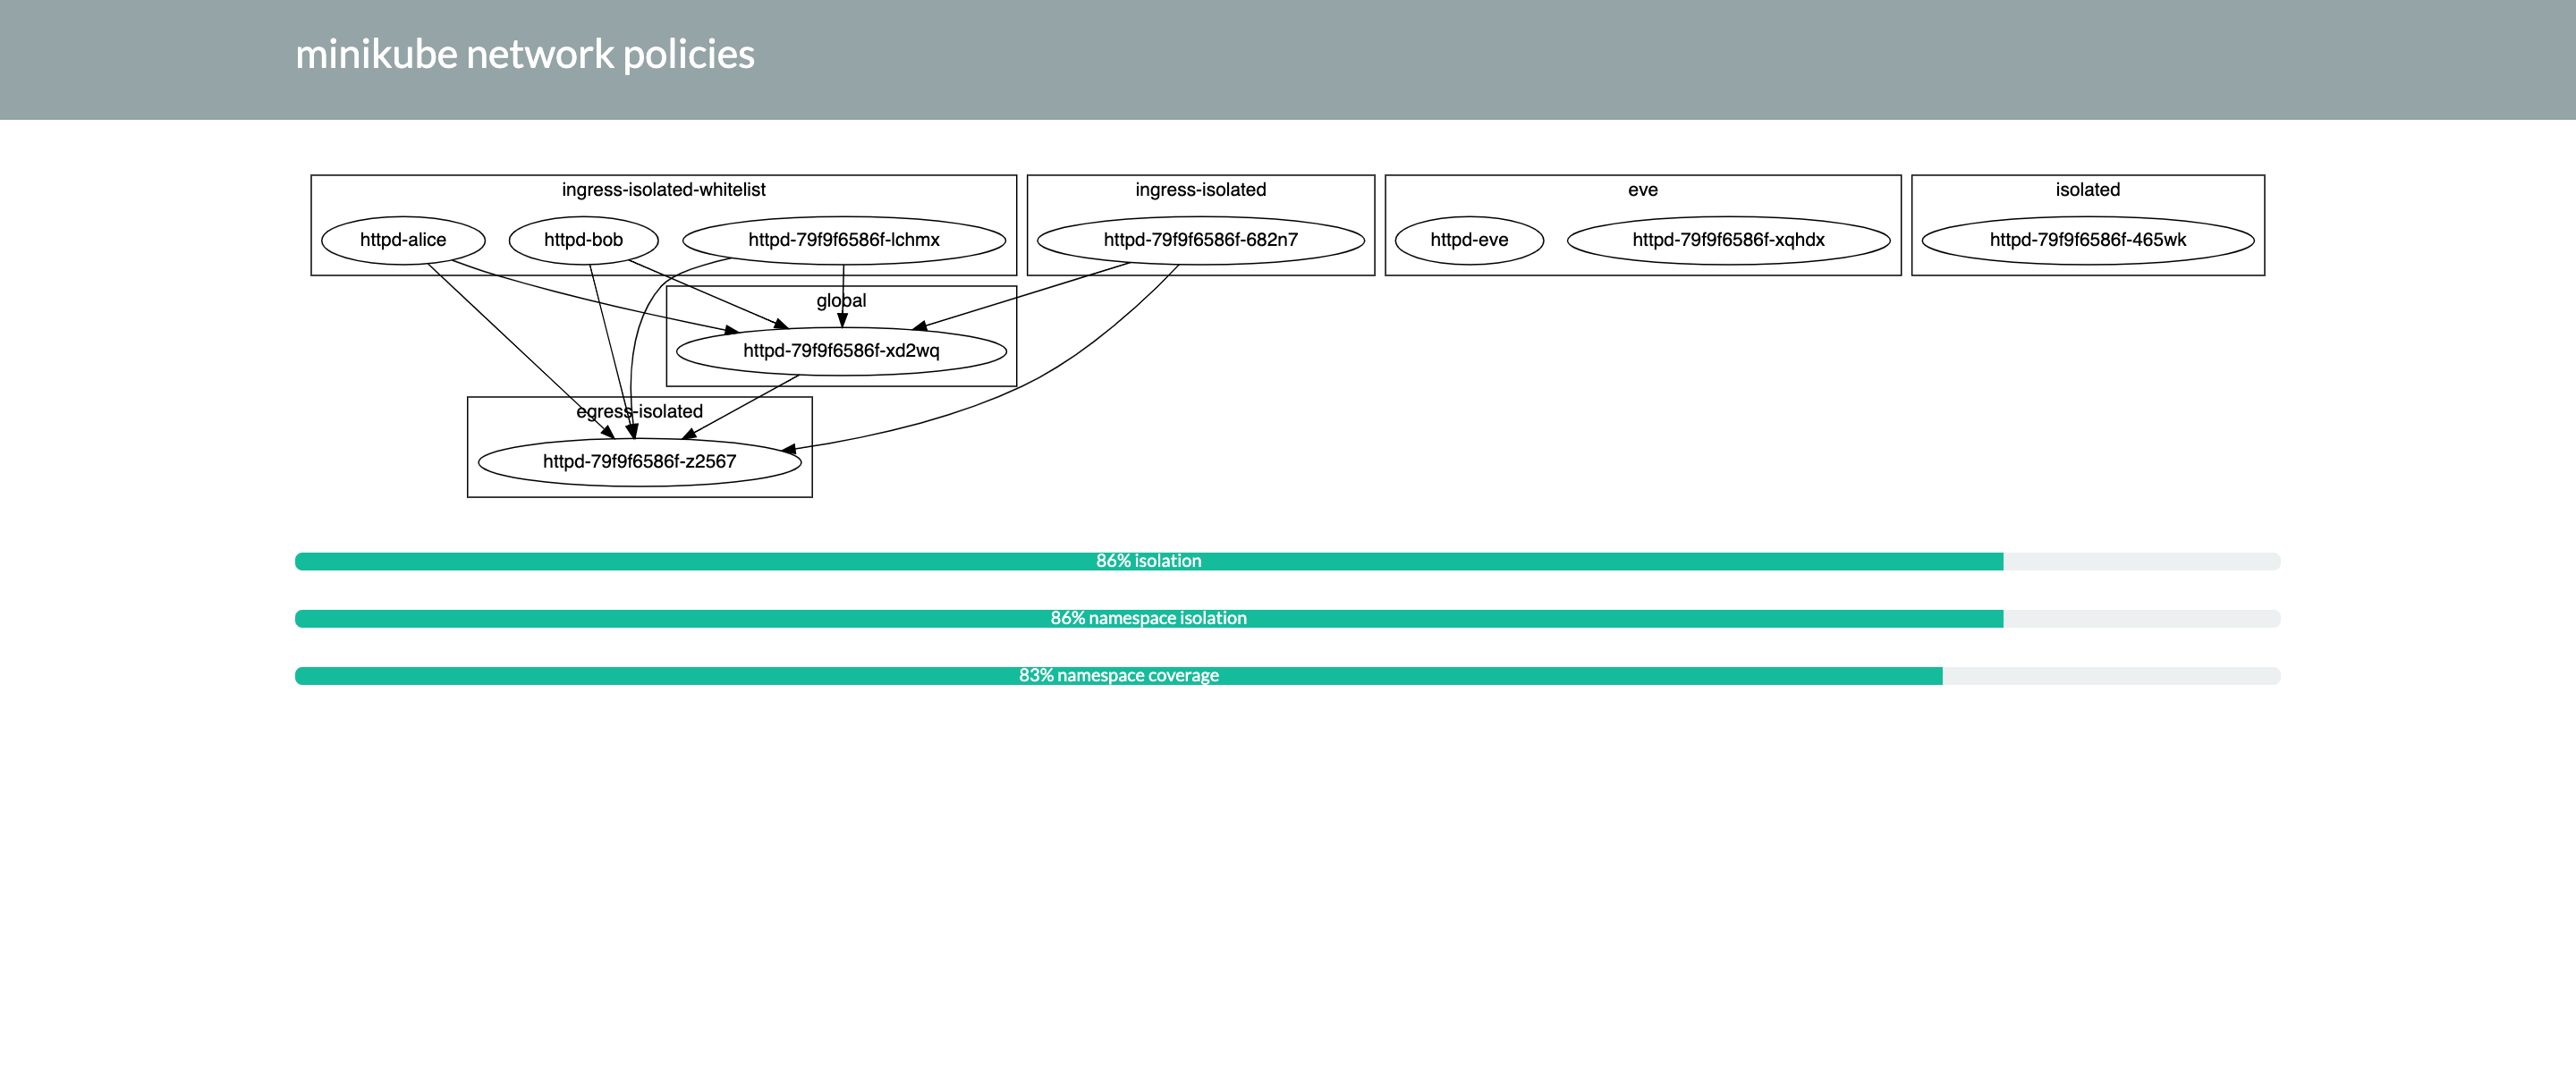 minikube network policies
ingress-isolated-whitelist
ingress-isolated
eve
isolated
httpd-alice
httpd-bob
httpd-79f9f6586f-lchmx
httpd-79f9f6586f-682n7
httpd-eve
httpd-79f9f6586f-xqhdx
httpd-79f9f6586f-465wk
global
httpd-79f9f6586f-xd2wq
egress-isolated
httpd-79f9f6586f-z2567
86% isolation
86% namespace isolation
83% namespace coverage